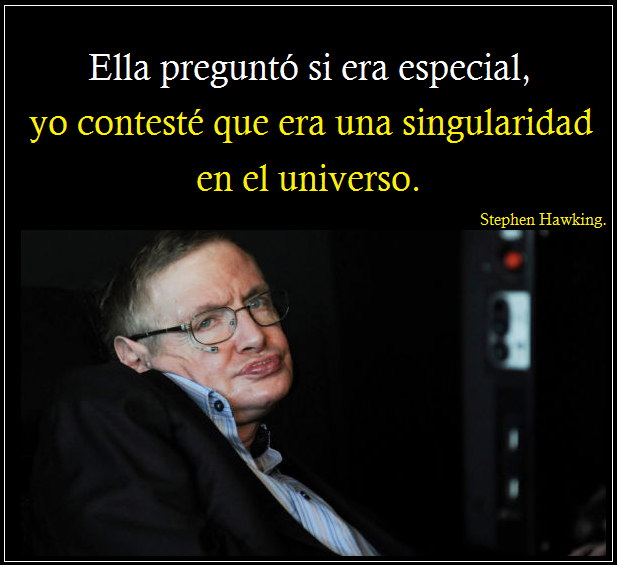 Ella preguntó si era especial,
yo contesté que era una singularidad
en el universo.
Stephen Hawking.